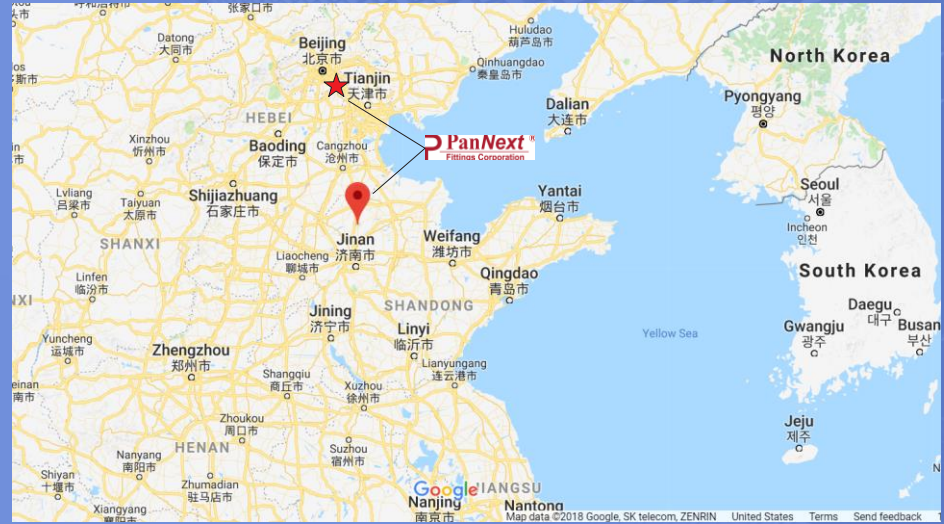 张家口市
Datong
大同市
Beijing
北京市
Huludao
葫芦岛市
Qinhuangdao
秦皇岛市
North Korea
Tianjin
天津市
Dalian
大连市
Pyongyang
평양
HEBEI
Xinzhou
忻州市
Baoding
保定市
Cangzhou
沧州市
PanNext ®
Fittings Corporation
Lvliang
吕梁市
Taiyuan
太原市
Shijiazhuang
石家庄市
Yantai
烟台市
Seoul
서울
Incheon
인천
SHANXI
Jinan
济南市
Liaocheng
聊城市
Weifang
潍坊市
Qingdao
青岛市
South Korea
Linfen
临汾市
SHANDONG
Jining
济宁市
Linyi
临沂市
Daegu
대구
Busan
부산
Gwangju
광주
Yellow Sea
Yuncheng
运城市
Zhengzhou
郑州市
Lianyungang
连云港市
Shangqiu
商丘市
Xuzhou
徐州市
Zhoukou
周口市
Jeju
제주
HENAN
Nanyang
南阳市
Suzhou
宿州市
Shiyan
十堰市
Zhumadian
驻马店市
Google
Nanjing
南京市
Nantong
Xiangyang
Map data ©2018 Google, SK telecom, ZENRIN United States Terms Send feedback